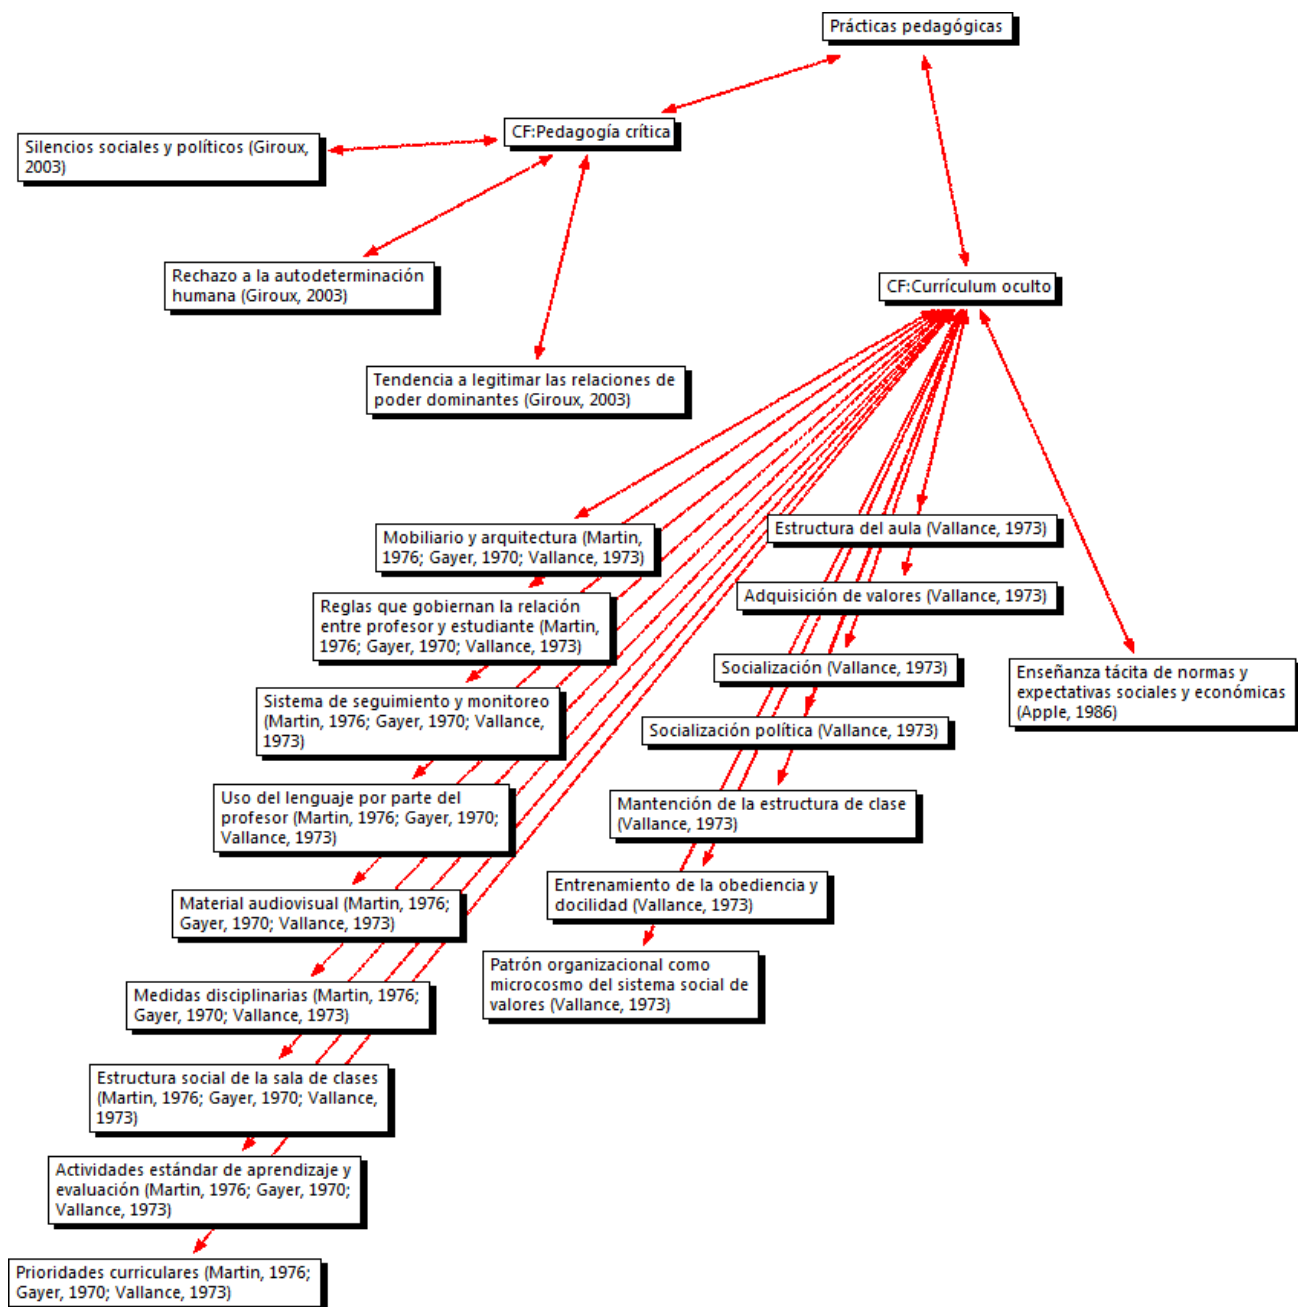 Prácticas pedagógicas
CF:Pedagogía crítica
Silencios sociales y políticos (Giroux,
2003)
Rechazo a la autodeterminación
humana (Giroux, 2003)
CF:Currículum oculto
Tendencia a legitimar las relaciones de
poder dominantes (Giroux, 2003)
Mobiliario y arquitectura (Martin,
1976; Gayer, 1970; Vallance, 1973)
Reglas que gobiernan la relación
entre profesor y estudiante (Martin,
1976; Gayer, 1970; Vallance, 1973)
Sistema de seguimiento y monitoreo
(Martin, 1976; Gayer, 1970; Vallance,
1973)
Uso del lenguaje por parte del
profesor (Martin, 1976; Gayer, 1970;
Vallance, 1973)
Material audiovisual (Martin, 1976;
Gayer, 1970; Vallance, 1973)
Medidas disciplinarias (Martin, 1976;
Gayer, 1970; Vallance, 1973)
Estructura social de la sala de clases
(Martin, 1976; Gayer, 1970; Vallance,
1973)
Actividades estándar de aprendizaje y
evaluación (Martin, 1976; Gayer, 1970;
Vallance, 1973)
Prioridades curriculares (Martin, 1976;
Gayer, 1970; Vallance, 1973)
Estructura del aula (Vallance, 1973)
Adquisición de valores (Vallance, 1973)
Socialización (Vallance, 1973)
Socialización política (Vallance, 1973)
Mantención de la estructura de clase
(Vallance, 1973)
Entrenamiento de la obediencia y
docilidad (Vallance, 1973)
Patrón organizacional como
microcosmo del sistema social de
valores (Vallance, 1973)
Enseñanza tácita de normas y
expectativas sociales y económicas
(Apple, 1986)